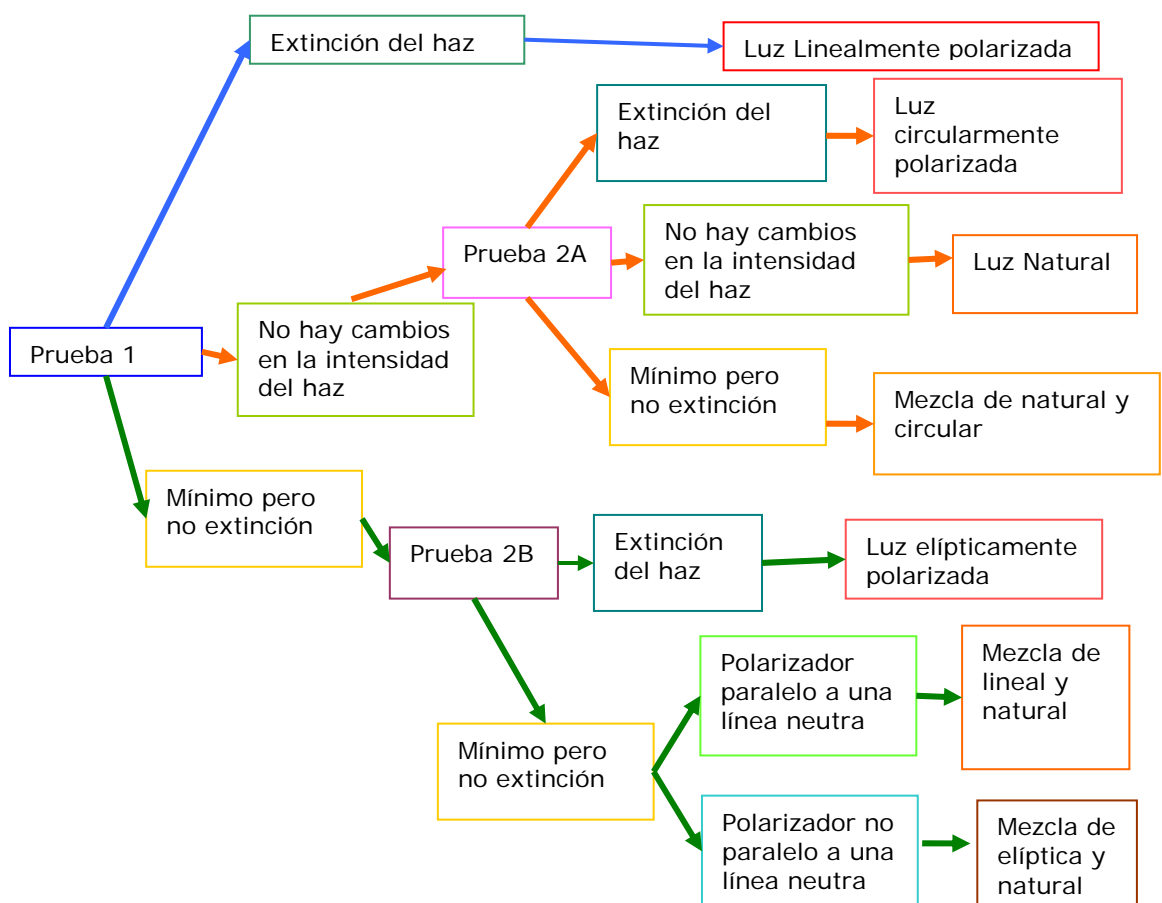 Extinción del haz
Luz Linealmente polarizada
Extinción del
haz
Luz
circularmente
polarizada
Prueba 2A
No hay cambios
en la intensidad
del haz
Luz Natural
Prueba 1
No hay cambios
en la intensidad
del haz
Mínimo pero
no extinción
Mezcla de natural y
circular
Mínimo pero
no extinción
Prueba 2B
Extinción
del haz
Luz elípticamente
polarizada
Mínimo pero
no extinción
Polarizador
paralelo a una
línea neutra
Mezcla de
lineal y
natural
Polarizador no
paralelo a una
línea neutra
Mezcla de
elíptica y
natural